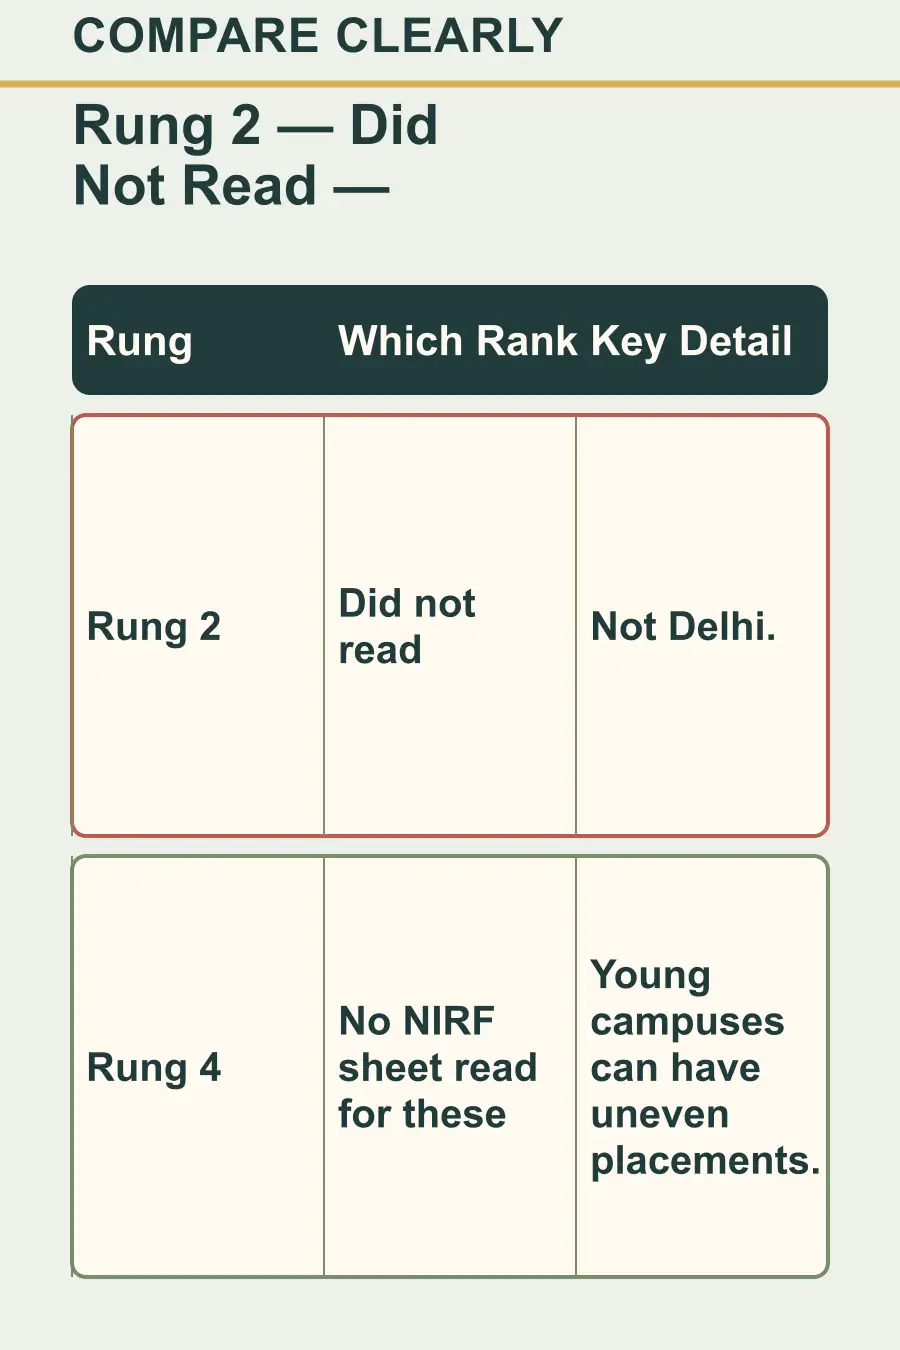 COMPARE CLEARLY
Rung 2 — Did
Not Read —
Rung Which Rank Key Detail
Rung 2
Did not
read
Not Delhi.
Rung 4
No NIRF
sheet read
for these
Young
campuses
can have
uneven
placements.